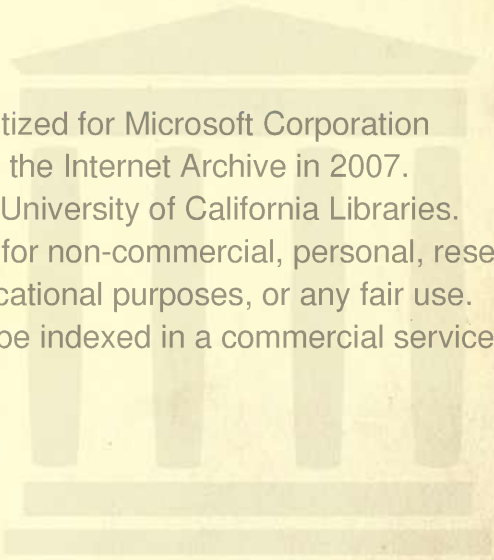 tized for Microsoft Corporation
the Internet Archive in 2007.
University of California Libraries.
for non-commercial, personal, rese
cational purposes, or any fair use.
be indexed in a commercial service